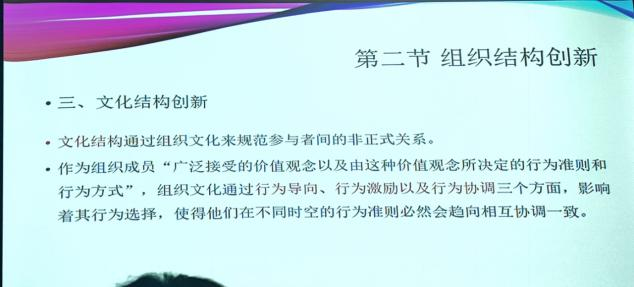 第二节 组织结构创新
• 三、文化结构创新
• 文化结构通过组织文化来规范参与者间的非正式关系。
• 作为组织成员“广泛接受的价值观念以及由这种价值观念所决定的行为准则和
行为方式”，组织文化通过行为导向、行为激励以及行为协调三个方面，影响
着其行为选择，使得他们在不同时空的行为准则必然会趋向相互协调一致。